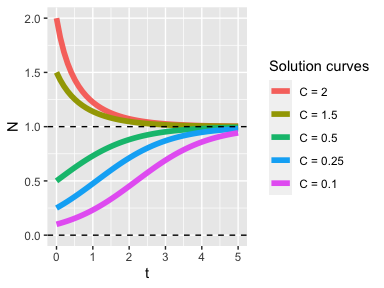 2.0
1.5
1.0
0.5
0.0
N
0
1
2
3
4
5
t
Solution curves
C = 2
C = 1.5
C = 0.5
C = 0.25
C = 0.1